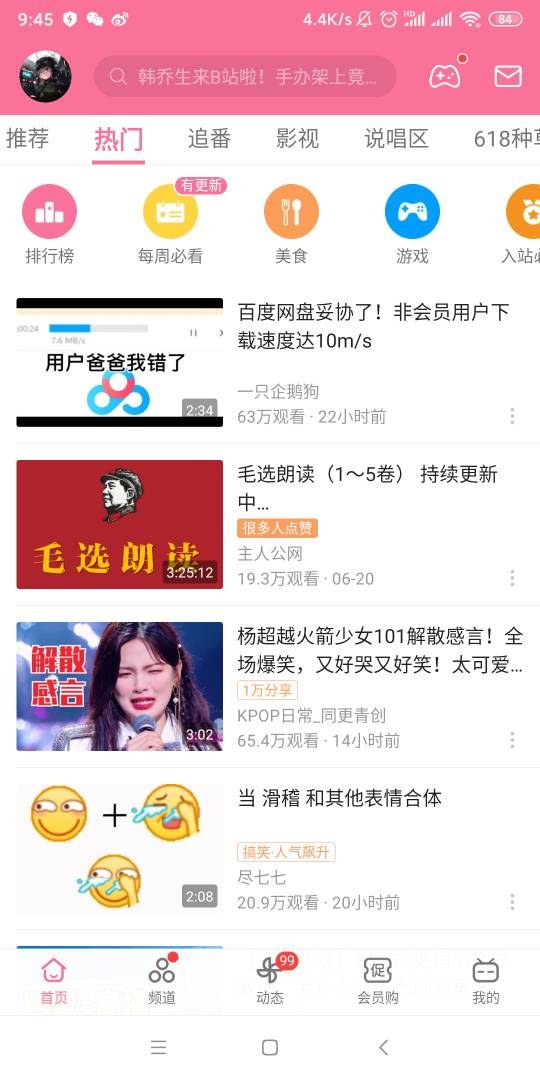 9:45
4.4K/s
HD
84
韩乔生来B站啦！手办架上竟...
推荐 热门 追番 影视 说唱区 618种草
有更新
排行榜 每周必看 美食 游戏 入站必
00:24
7.6 MB/s
用户爸爸我错了
2:34
百度网盘妥协了！非会员用户下
载速度达10m/s
一只企鹅狗
63万观看 · 22小时前
毛选朗读
3:25:12
毛选朗读（1～5卷） 持续更新
中...
很多人点赞
主人公网
19.3万观看 · 06-20
解散
感言
3:02
杨超越火箭少女101解散感言！全
场爆笑，又好哭又好笑！太可爱...
1万分享
KPOP日常_同更青创
65.4万观看 · 14小时前
2:08
当 滑稽 和其他表情合体
搞笑·人气飙升
尽七七
20.9万观看 · 20小时前
99
促
首页 频道 动态 会员购 我的